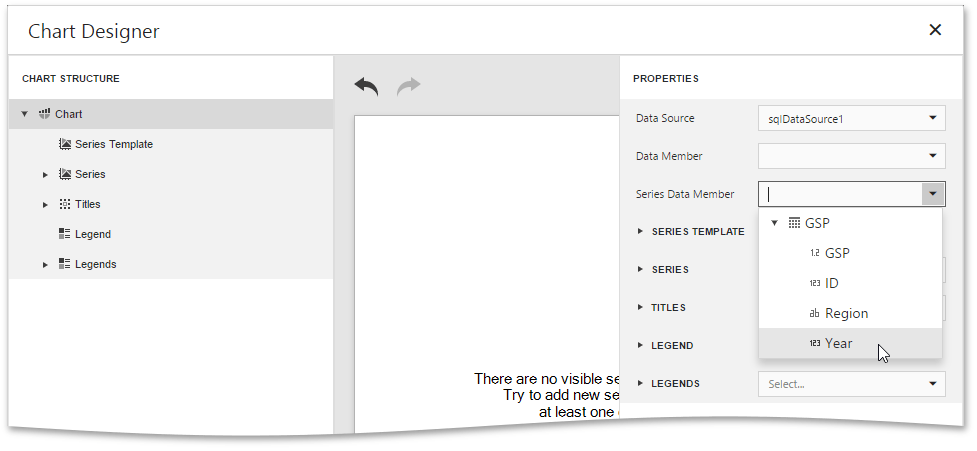 Chart Designer
CHART STRUCTURE
Chart
Series Template
Series
Titles
Legend
Legends
There are no visible se
Try to add new se
at least one
PROPERTIES
Data Source
sqlDataSource1
Data Member
Series Data Member
GSP
1.2 GSP
123 ID
ab Region
123 Year
SERIES TEMPLATE
SERIES
TITLES
LEGEND
LEGENDS
Select...